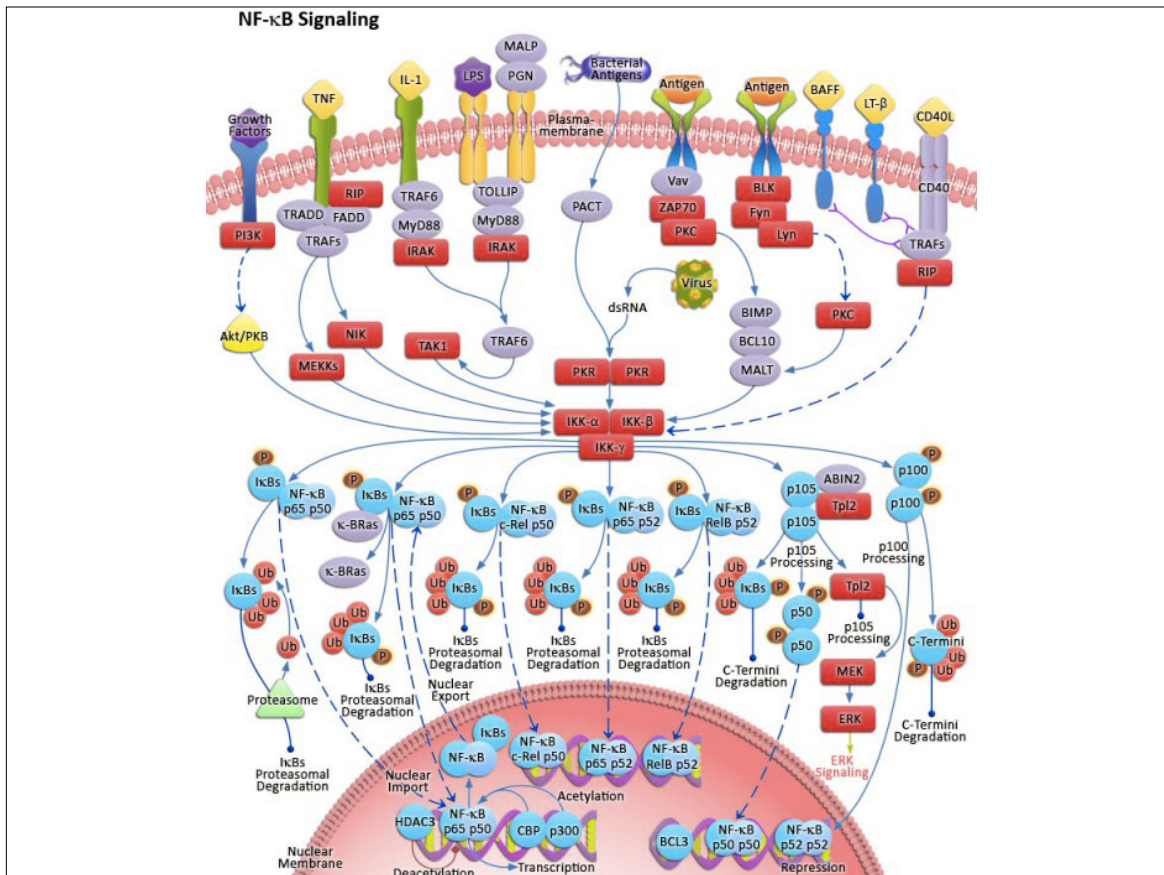 NF-κB Signaling
MALP
PGN
LPS
IL-1
TNF
Growth
Factors
Bacterial
Antigens
Plasma-
membrane
Antigen
Antigen
BAFF
LT-β
CD40L
CD40
RIP
TRADD
FADD
TRAFs
PI3K
TRAF6
MyD88
IRAK
TOLLIP
MyD88
IRAK
PACT
Vav
ZAP70
PKC
BLK
Fyn
Lyn
TRAFs
RIP
Virus
dsRNA
Akt/PKB
NIK
MEKKs
TAK1
TRAF6
BIMP
BCL10
MALT
PKC
PKR
PKR
IKK-α
IKK-β
IKK-γ
P
IκBs
NF-κB
p65 p50
P
IκBs
NF-κB
p65 p50
κ-BRas
κ-BRas
P
IκBs
NF-κB
c-Rel p50
P
IκBs
NF-κB
p65 p52
P
IκBs
NF-κB
RelB p52
p105
ABIN2
Tpl2
p105
p105
Processing
p100
P
p100
P
p100
Processing
Ub
IκBs
Ub
Ub
Ub
Ub
Proteasome
IκBs
Proteasomal
Degradation
Ub
Ub
Ub
IκBs
P
IκBs
Proteasomal
Degradation
Ub
Ub
Ub
IκBs
P
IκBs
Proteasomal
Degradation
Ub
Ub
Ub
IκBs
P
IκBs
Proteasomal
Degradation
Ub
Ub
Ub
IκBs
P
IκBs
Proteasomal
Degradation
Ub
Ub
Ub
IκBs
P
C-Termini
Degradation
P
p50
P
p50
Tpl2
p105
Processing
MEK
ERK
ERK
Signaling
Ub
C-Termini
Ub
P
Ub
C-Termini
Degradation
Nuclear
Export
Nuclear
Import
IκBs
NF-κB
NF-κB
c-Rel p50
NF-κB
p65 p52
NF-κB
RelB p52
Acetylation
HDAC3
NF-κB
p65 p50
CBP
p300
Deacetylation
Transcription
BCL3
NF-κB
p50 p50
NF-κB
p52 p52
Repression
Nuclear
Membrane